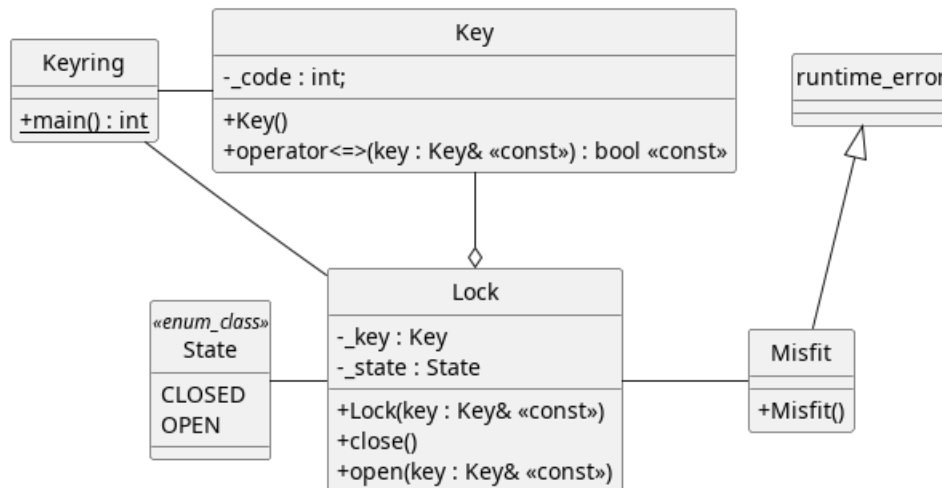 Keyring
+main() : int
Key
-_code : int;
+Key()
+operator<=>(key : Key& «const») : bool «const»
runtime_error
«enum_class»
State
CLOSED
OPEN
Lock
-_key : Key
-_state : State
+Lock(key : Key& «const»)
+close()
+open(key : Key& «const»)
Misfit
+Misfit()